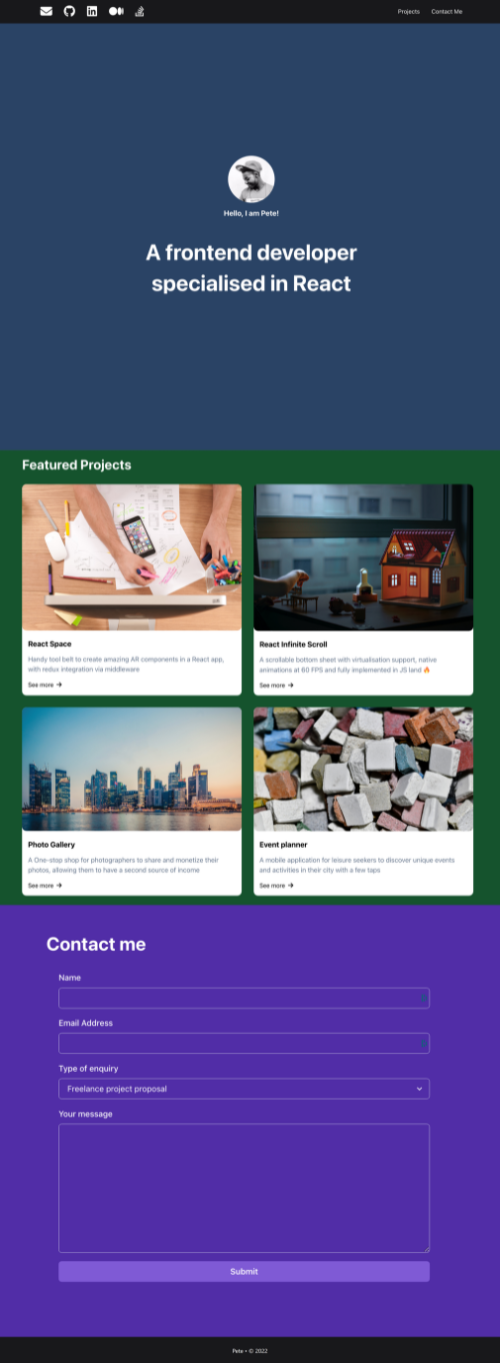 Projects Contact Me
Hello, I am Pete!
A frontend developer
specialised in React
Featured Projects
React Space
Handy tool belt to create amazing AR components in a React app,
with redux integration via middleware
See more →
React Infinite Scroll
A scrollable bottom sheet with virtualisation support, native
animations at 60 FPS and fully implemented in JS land 🔥
See more →
Photo Gallery
A One-stop shop for photographers to share and monetize their
photos, allowing them to have a second source of income
See more →
Event planner
A mobile application for leisure seekers to discover unique events
and activities in their city with a few taps
See more →
Contact me
Name
Email Address
Type of enquiry
Freelance project proposal
Your message
Submit
Pete • © 2022